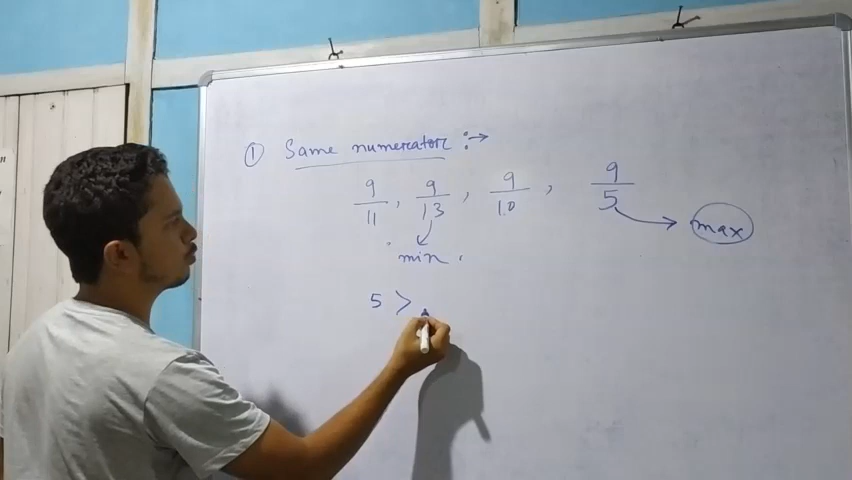 ① Same numerator :→
9/11, 9/13, 9/10, 9/5 → max
min.
5 >